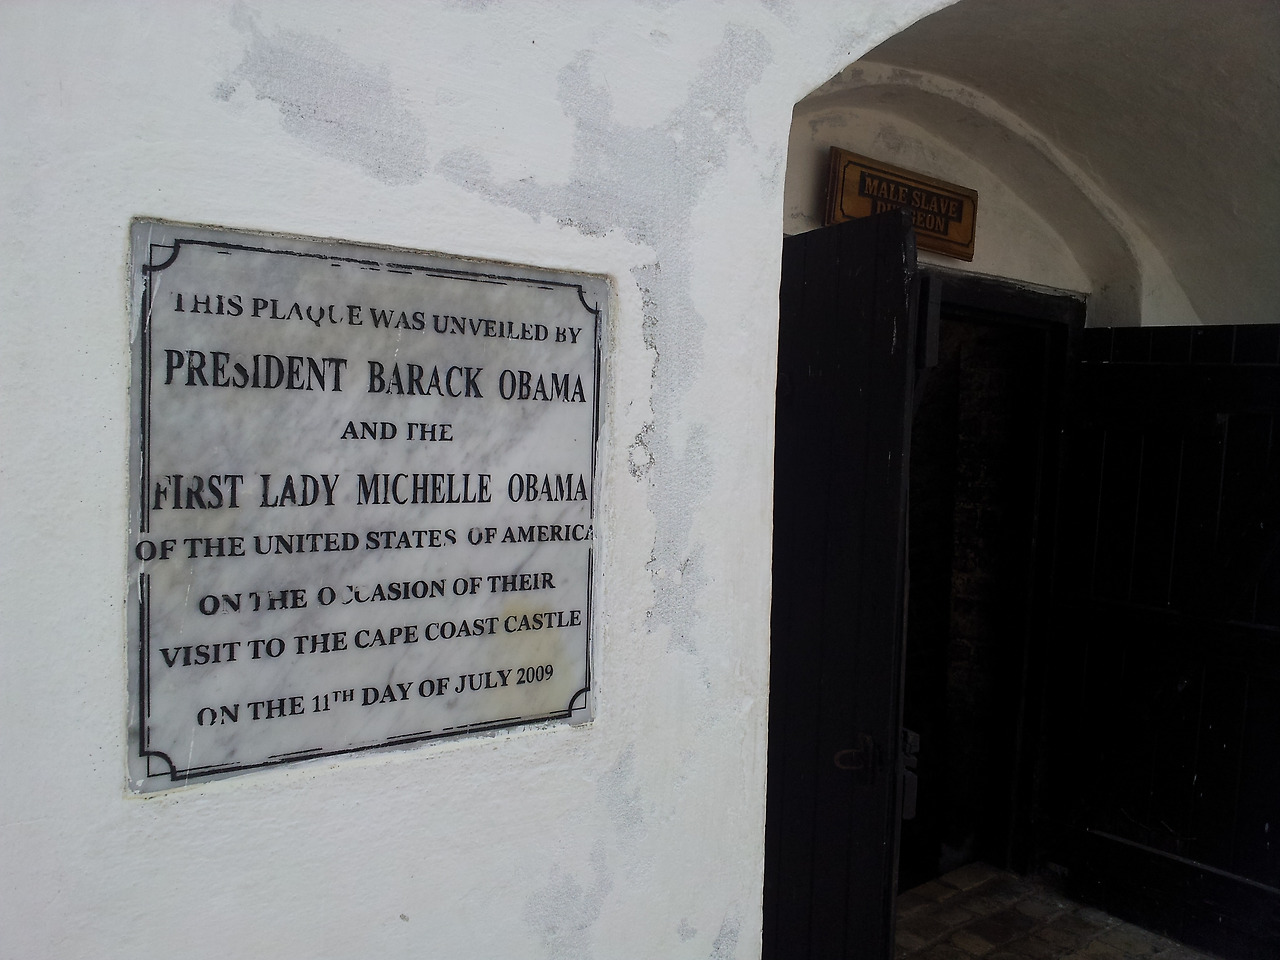 THIS PLAQUE WAS UNVEILED BY
PRESIDENT BARACK OBAMA
AND THE
FIRST LADY MICHELLE OBAMA
OF THE UNITED STATES OF AMERICA
ON THE OCCASION OF THEIR
VISIT TO THE CAPE COAST CASTLE
ON THE 11TH DAY OF JULY 2009
MALE SLAVE
DUNGEON